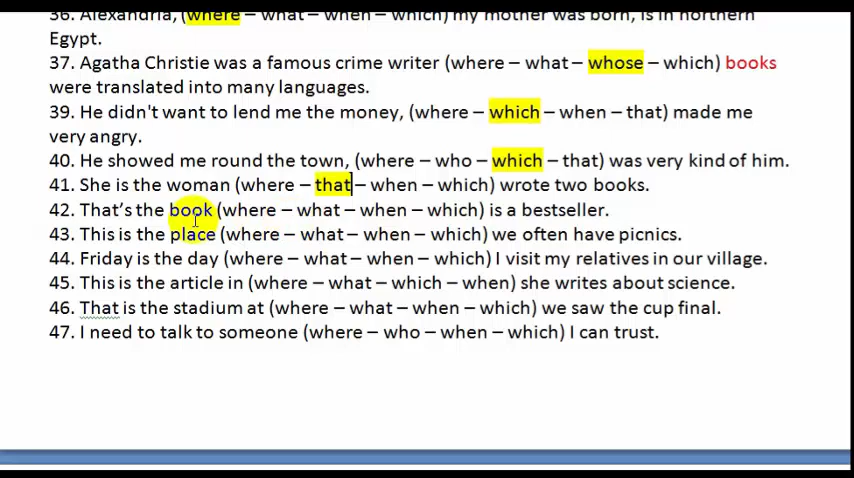 36. Alexandria, (where – what – when – which) my mother was born, is in northern
Egypt.
37. Agatha Christie was a famous crime writer (where – what – whose – which) books
were translated into many languages.
39. He didn't want to lend me the money, (where – which – when – that) made me
very angry.
40. He showed me round the town, (where – who – which – that) was very kind of him.
41. She is the woman (where – that – when – which) wrote two books.
42. That's the book (where – what – when – which) is a bestseller.
43. This is the place (where – what – when – which) we often have picnics.
44. Friday is the day (where – what – when – which) I visit my relatives in our village.
45. This is the article in (where – what – which – when) she writes about science.
46. That is the stadium at (where – what – when – which) we saw the cup final.
47. I need to talk to someone (where – who – when – which) I can trust.